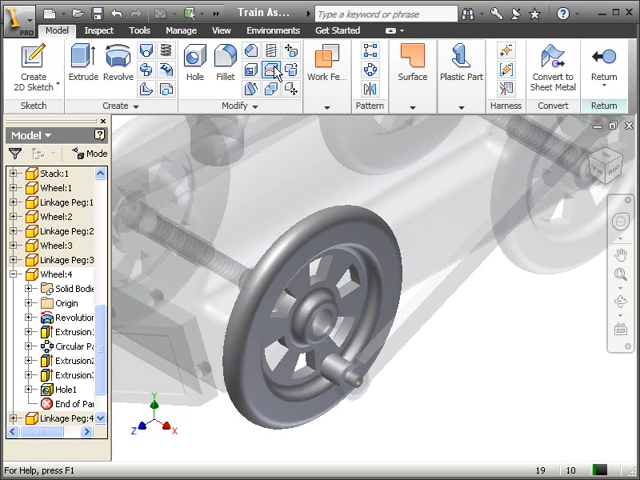 I
PRO
Train As...
Type a keyword or phrase
Model Inspect Tools Manage View Environments Get Started
Create
2D Sketch
Extrude
Revolve
Hole
Fillet
Work Fe...
Surface
Plastic Part
Convert to
Sheet Metal
Return
Sketch
Create
Modify
Pattern
Harness
Convert
Return
Model
Mode
Stack:1
Wheel:1
Linkage Peg:1
Wheel:2
Linkage Peg:2
Wheel:3
Linkage Peg:3
Wheel:4
Solid Bodie
Origin
Revolution
Extrusion
Circular Pa
Extrusion2
Extrusion3
Hole1
End of Pa
Linkage Peg:4
Y
Z
X
For Help, press F1
19
10